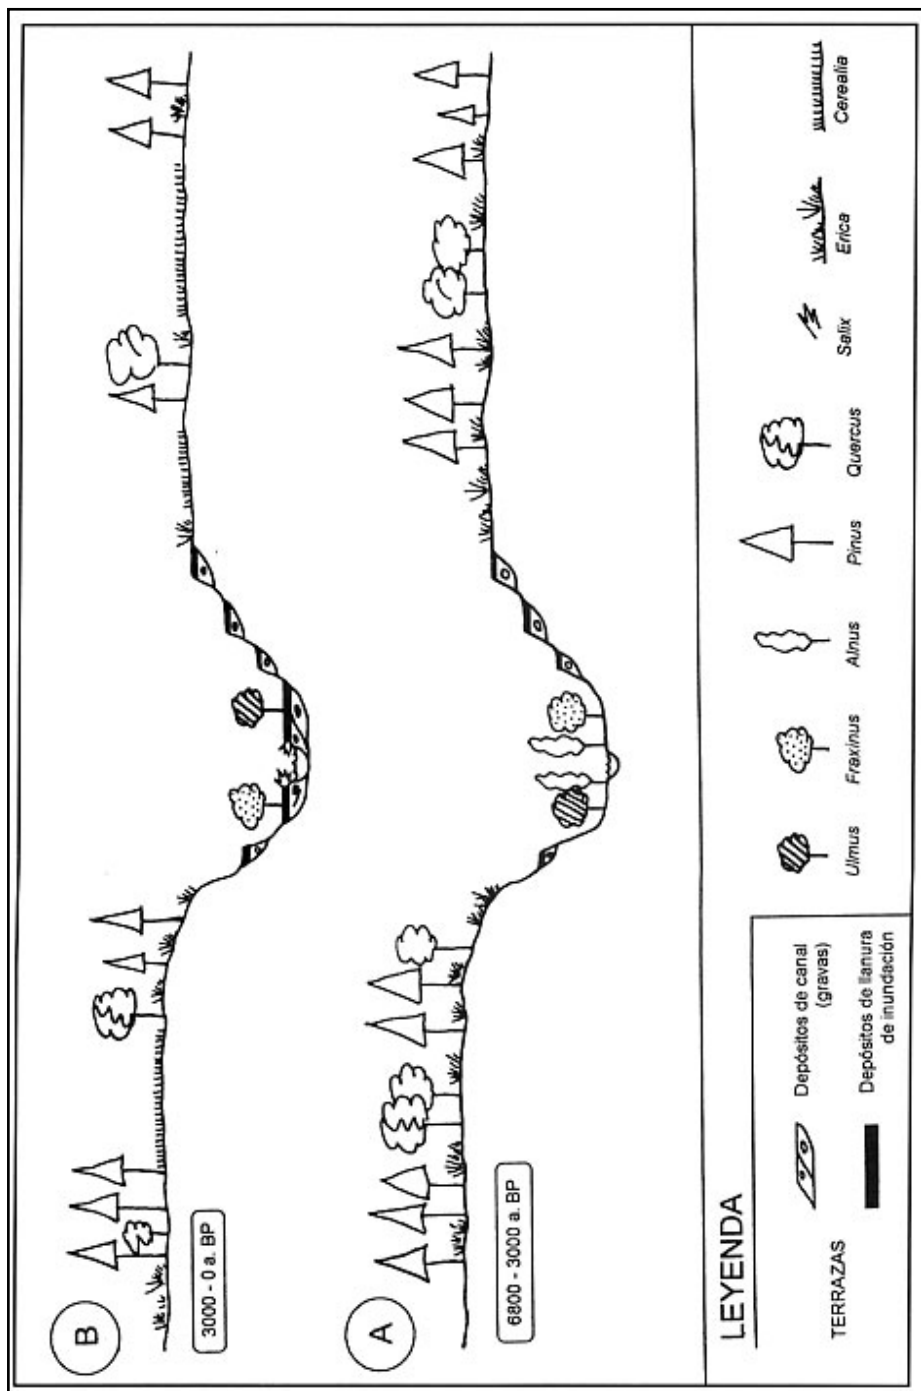 B
3000 - 0 a. BP
A
6800 - 3000 a. BP
LEYENDA
TERRAZAS
Depósitos de canal
(gravas)
Depósitos de llanura
de inundación
Ulmus
Fraxinus
Alnus
Pinus
Quercus
Salix
Erica
Cerealia